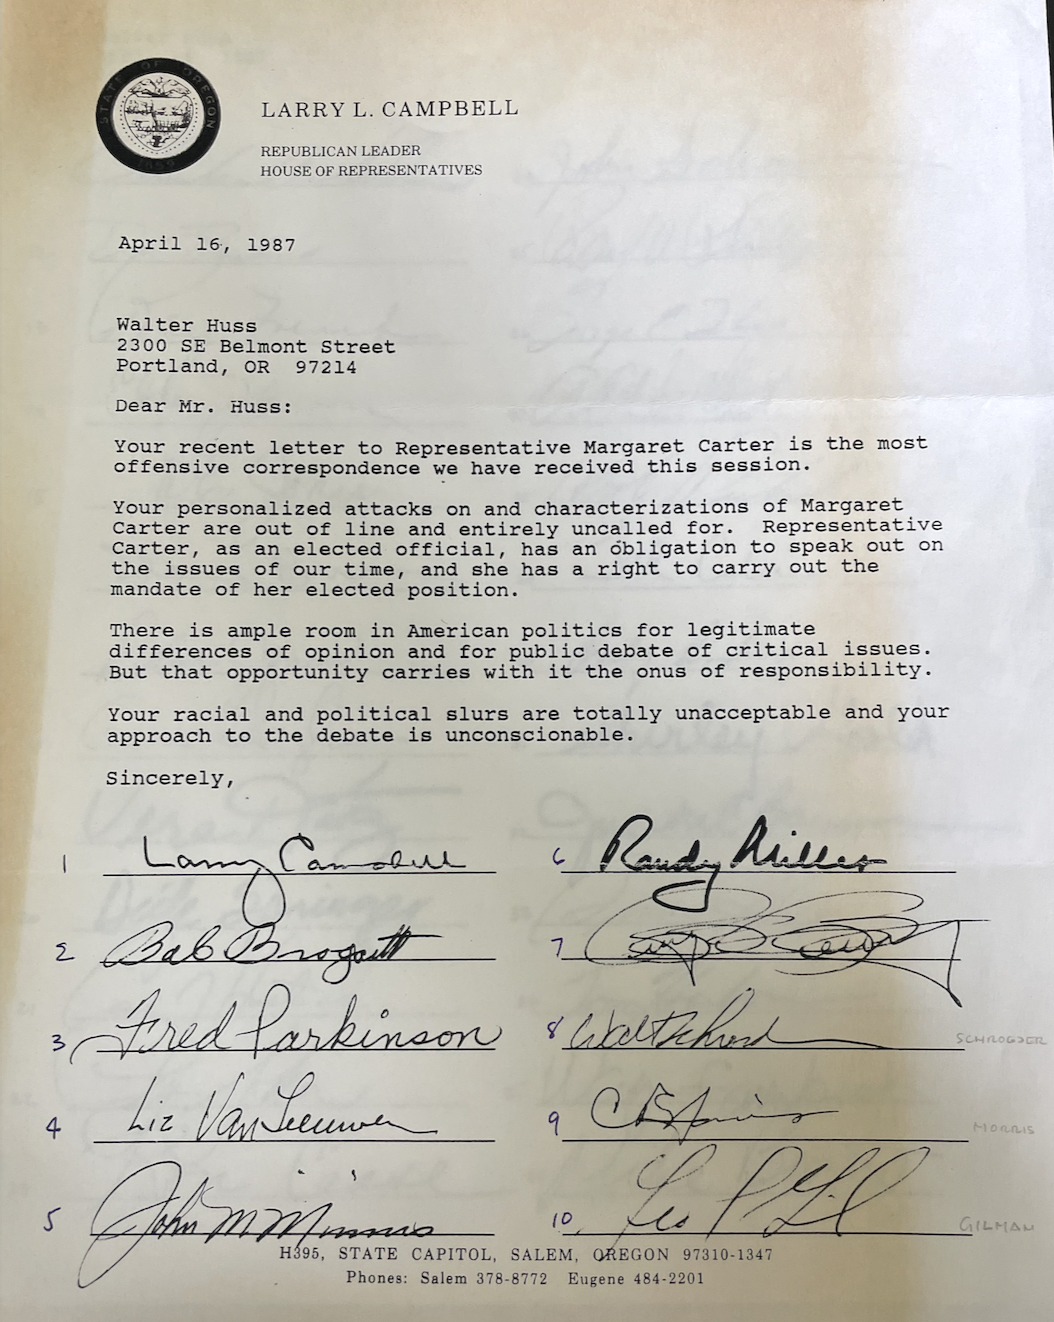 STATE OF OREGON
1859
LARRY L. CAMPBELL
REPUBLICAN LEADER
HOUSE OF REPRESENTATIVES
April 16, 1987
Walter Huss
2300 SE Belmont Street
Portland, OR 97214
Dear Mr. Huss:
Your recent letter to Representative Margaret Carter is the most
offensive correspondence we have received this session.
Your personalized attacks on and characterizations of Margaret
Carter are out of line and entirely uncalled for. Representative
Carter, as an elected official, has an obligation to speak out on
the issues of our time, and she has a right to carry out the
mandate of her elected position.
There is ample room in American politics for legitimate
differences of opinion and for public debate of critical issues.
But that opportunity carries with it the onus of responsibility.
Your racial and political slurs are totally unacceptable and your
approach to the debate is unconscionable.
Sincerely,
1 Larry Campbell
6 Randy Miller
2 Bob Brogoitti
7
3 Fred Parkinson
8 Walt Schroeder SCHROEDER
4 Liz VanLeeuwen
9 MORRIS
5 John M Minnis
10 GILMAN
H395, STATE CAPITOL, SALEM, OREGON 97310-1347
Phones: Salem 378-8772 Eugene 484-2201